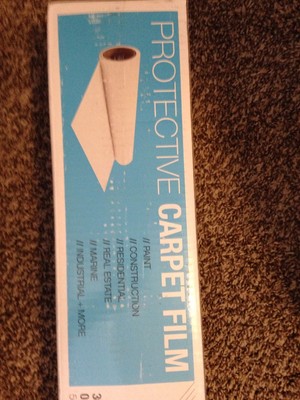 PROTECTIVE CARPET FILM
// PAINT
// CONSTRUCTION
// RESIDENTIAL
// REAL ESTATE
// MARINE
// INDUSTRIAL + MORE